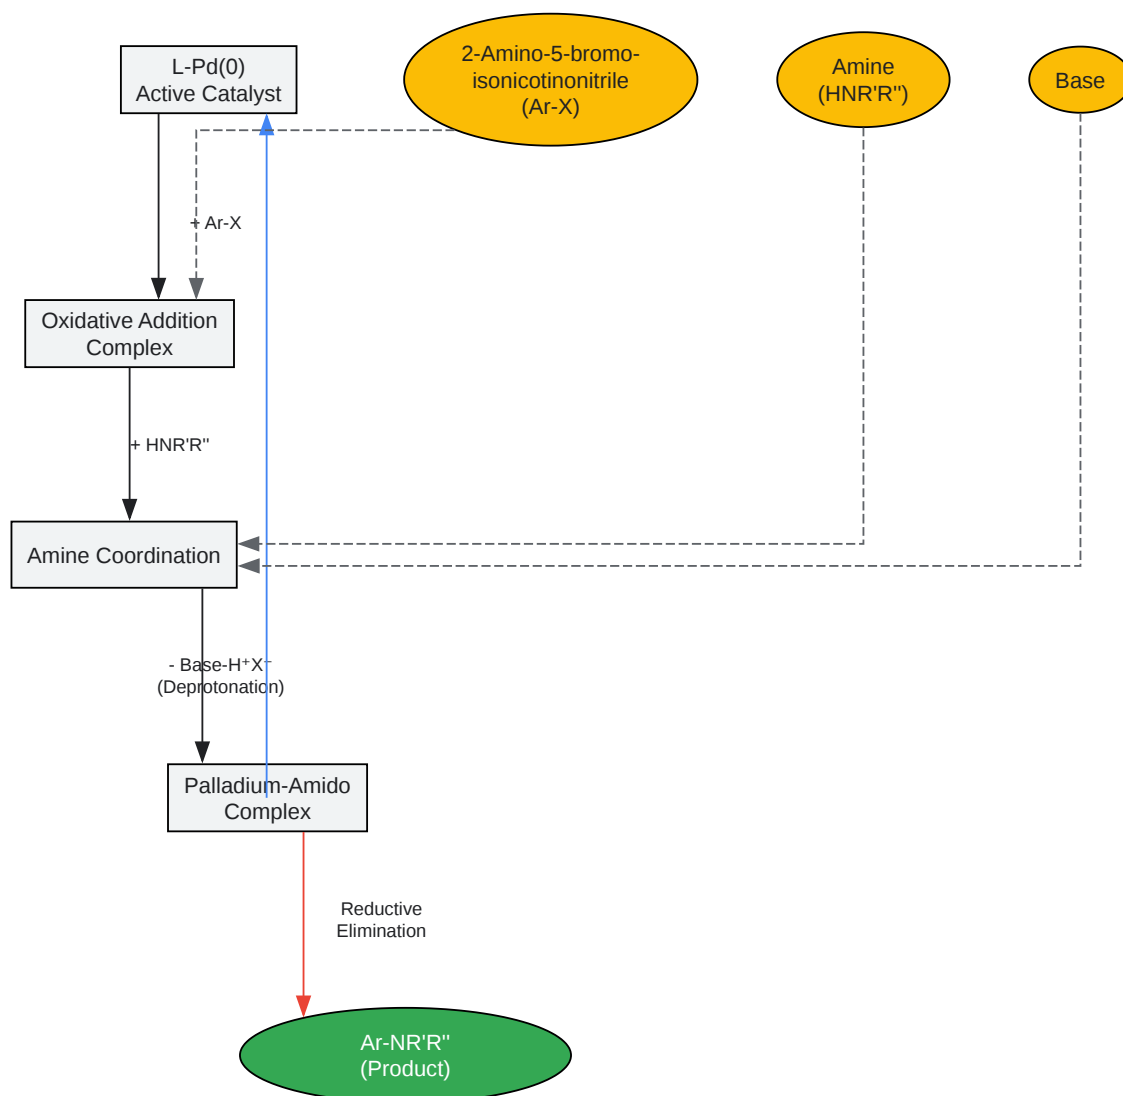 L-Pd(0)
Active Catalyst
2-Amino-5-bromo-
isonicotinonitrile
(Ar-X)
Amine
(HNR'R'')
Base
+ Ar-X
Oxidative Addition
Complex
+ HNR'R''
Amine Coordination
- Base-H⁺X⁻
(Deprotonation)
Palladium-Amido
Complex
Reductive
Elimination
Ar-NR'R''
(Product)